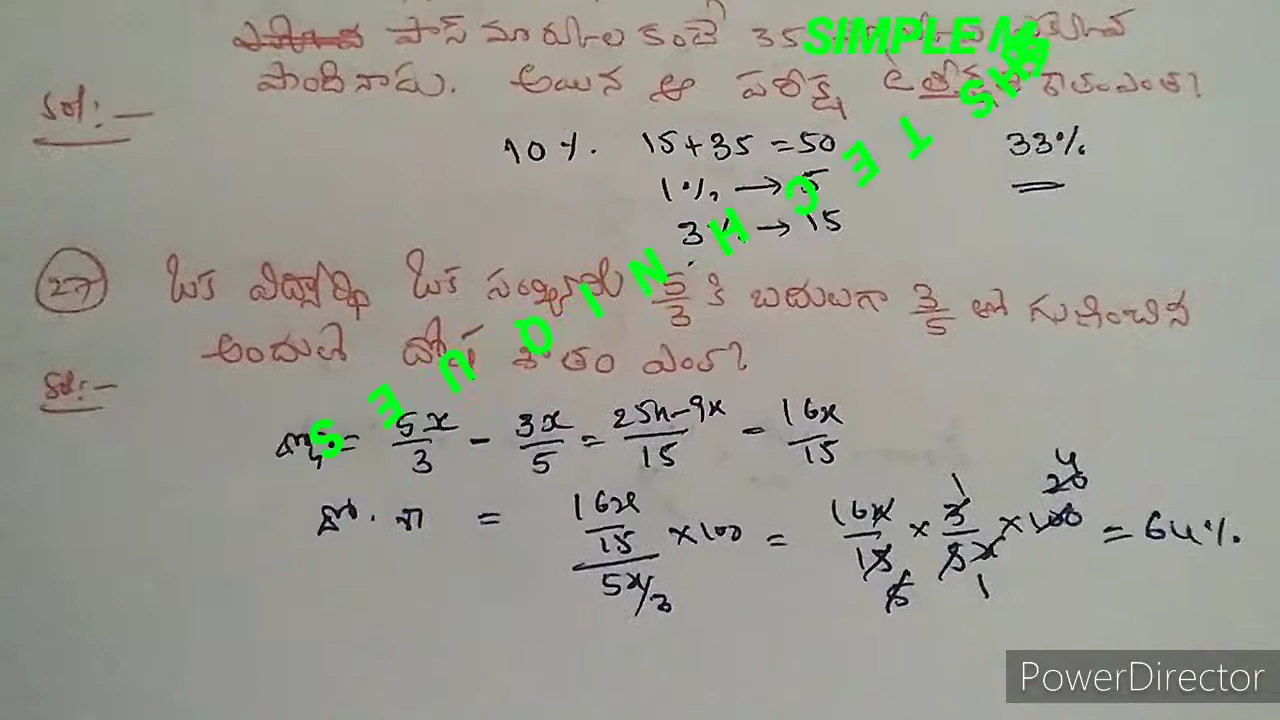 పాస్ మార్కుల కంటే 35
SIMPLE M
పొందినాడు. అయిన ఆ పరీక్ష ఉత్తీర్ణత శాతం ఎంత?
Sol:-
10%. 15+35 = 50 33%
1% → 5
3% → 15
27 ఒక విద్యార్థి ఒక సంఖ్యను 5/3 కి బదులుగా 3/5 తో గుణించిన
అందులో దోష శాతం ఎంత?
Sol:-
= 5x/3 - 3x/5 = 25x-9x/15 = 16x/15
దో. శా = 16x/15 / 5x/3 ×100 = 16x/15 × 3/5x × 100 = 64%.
PowerDirector